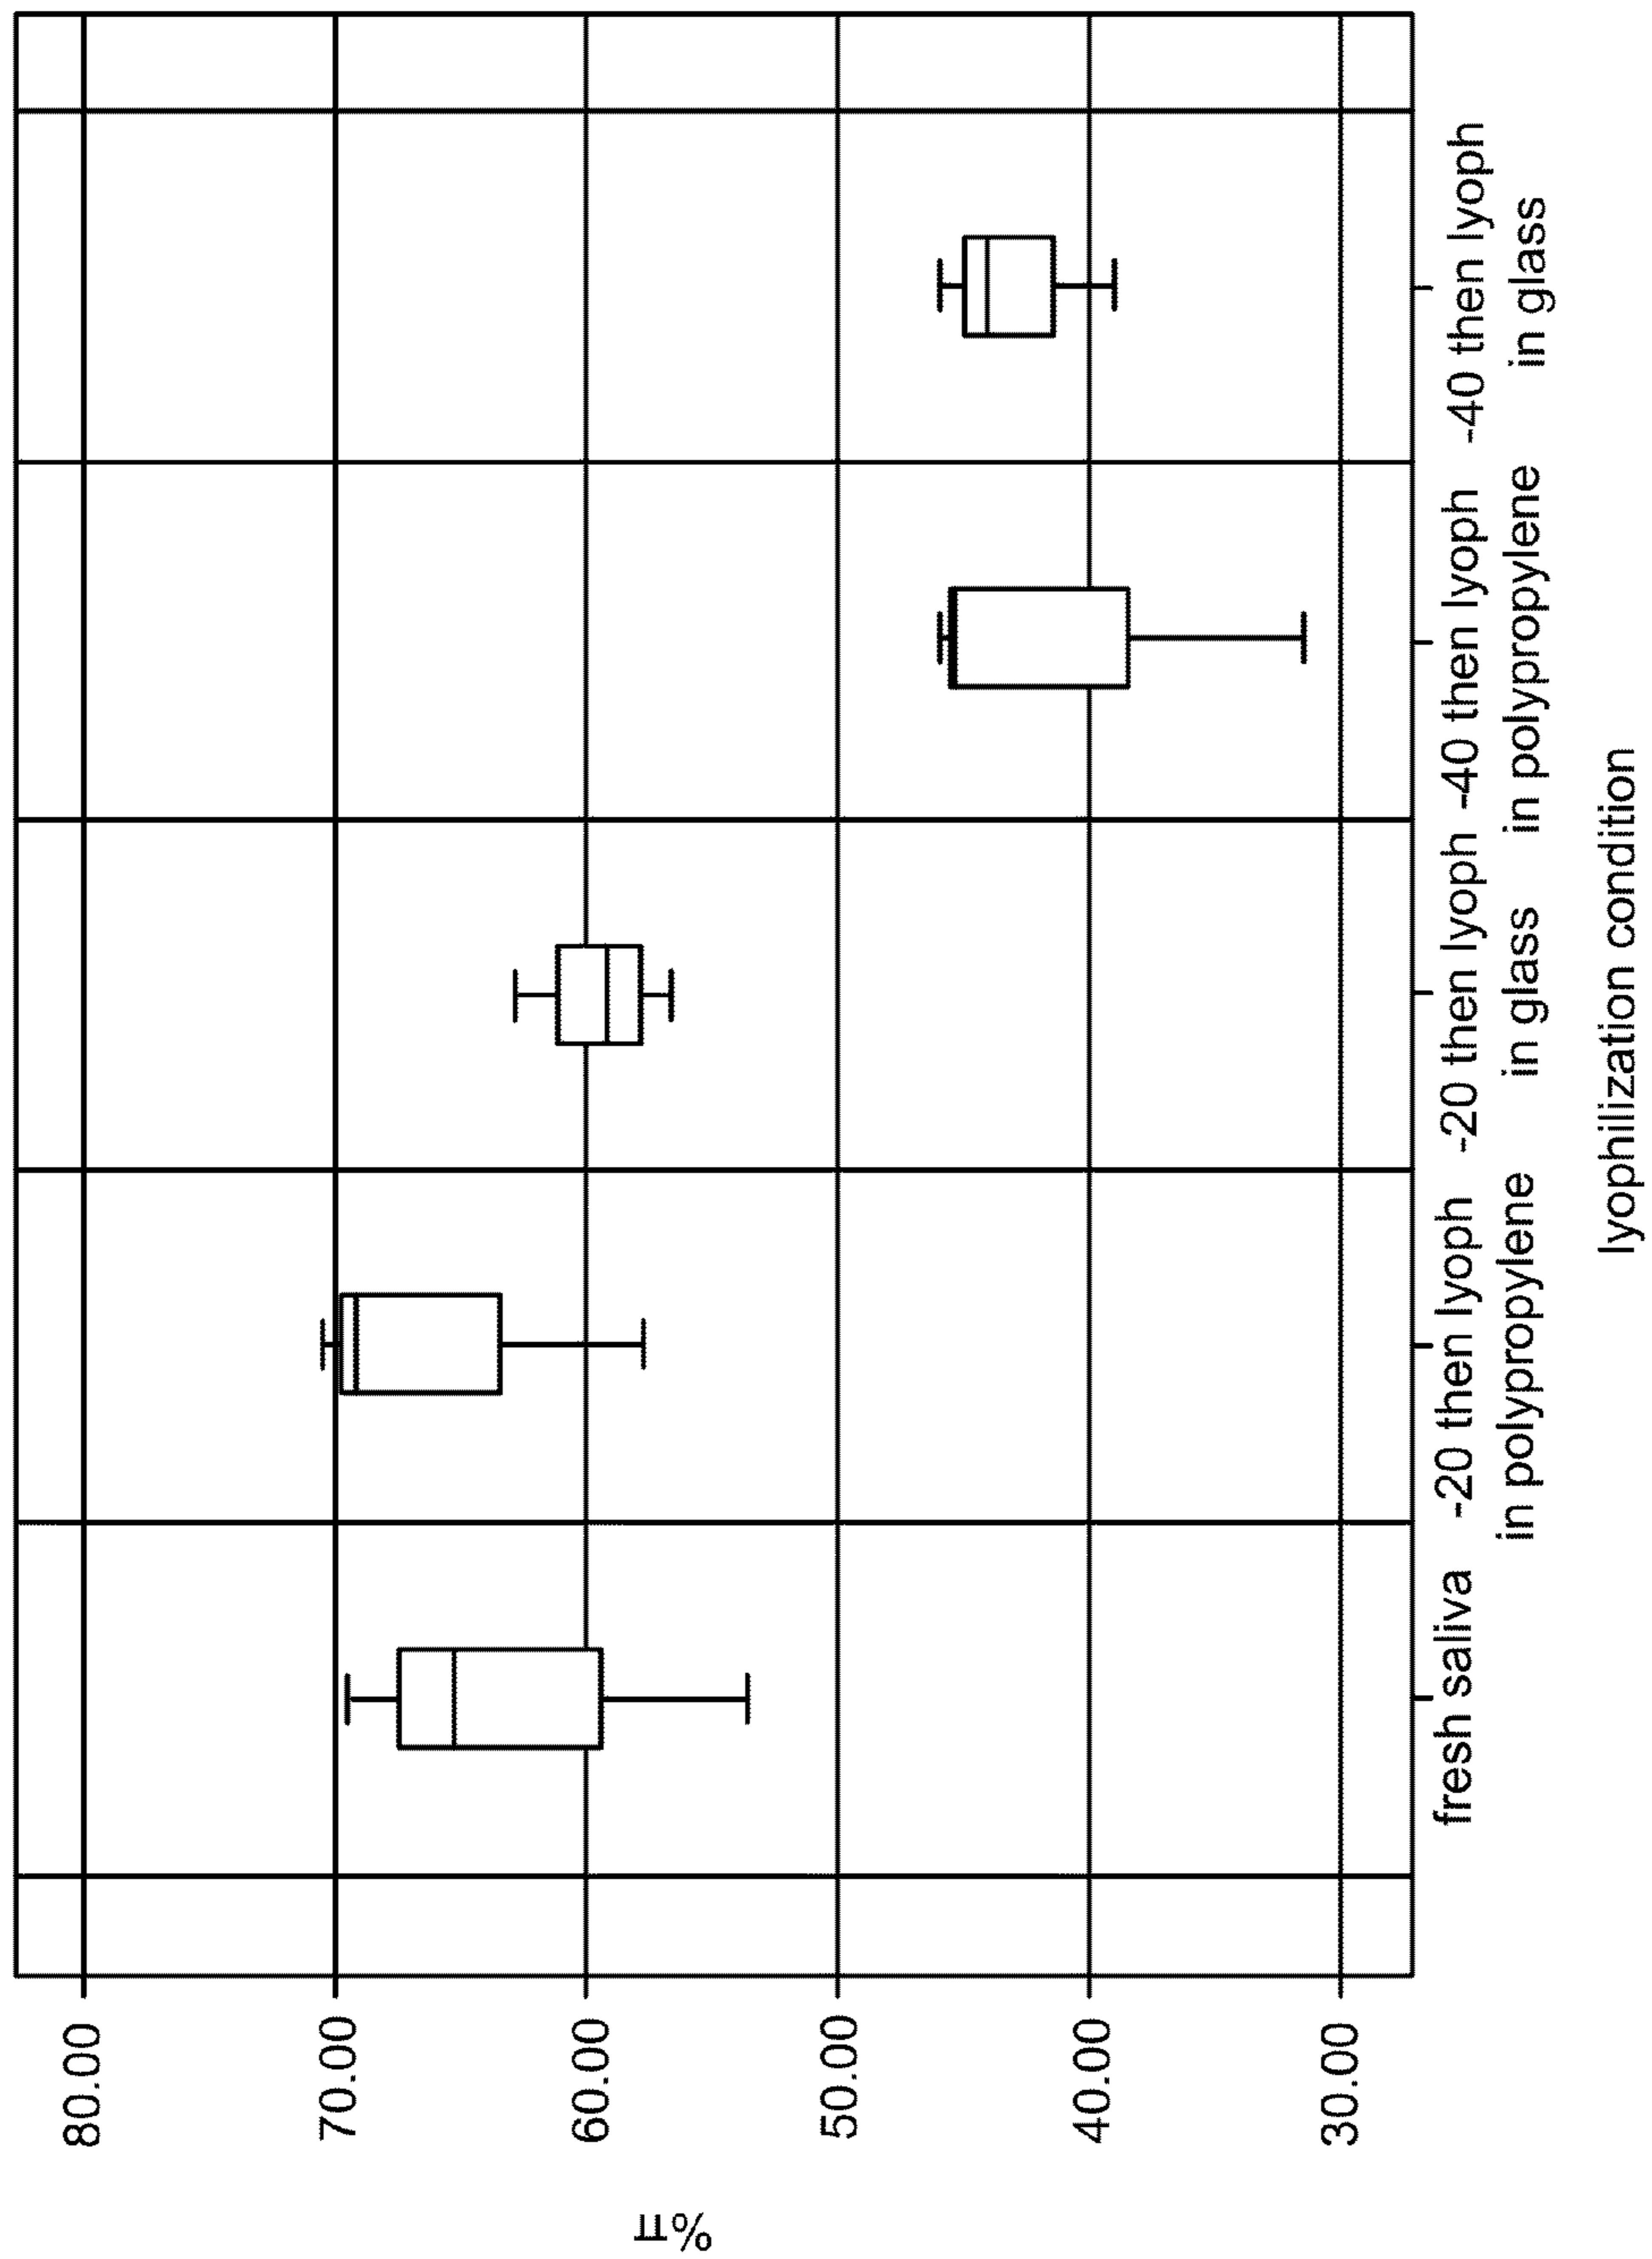 80.00
70.00
60.00
50.00
40.00
30.00
fresh saliva
-20 then lyoph
in polypropylene
-20 then lyoph
in glass
-40 then lyoph
in polypropylene
-40 then lyoph
in glass
lyophilization condition